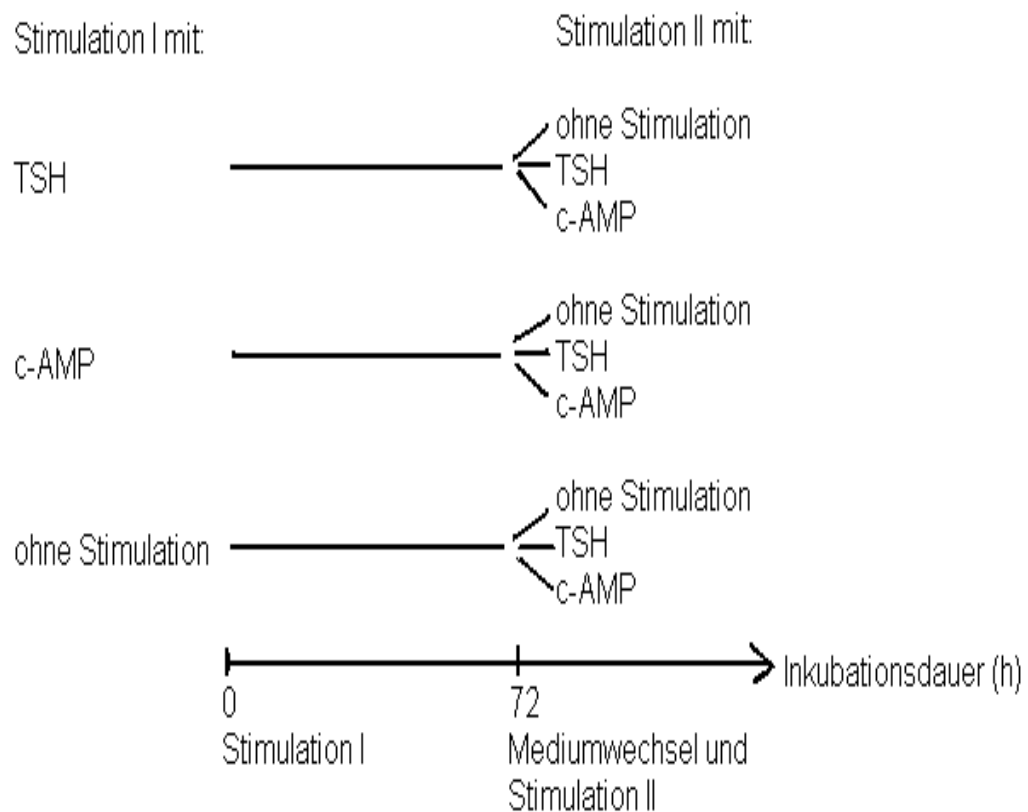 Stimulation I mit:
Stimulation II mit:
TSH
ohne Stimulation
TSH
c-AMP
c-AMP
ohne Stimulation
TSH
c-AMP
ohne Stimulation
ohne Stimulation
TSH
c-AMP
Inkubationsdauer (h)
0
72
Stimulation I
Mediumwechsel und
Stimulation II